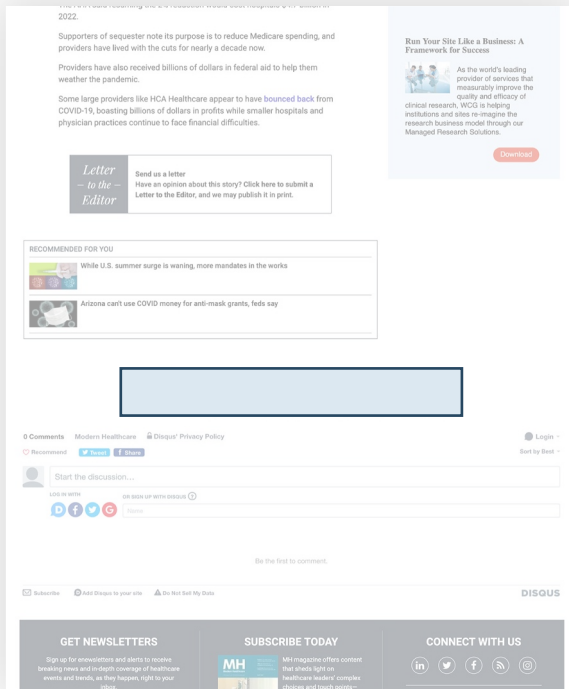 2022.
Supporters of sequester note its purpose is to reduce Medicare spending, and
providers have lived with the cuts for nearly a decade now.
Providers have also received billions of dollars in federal aid to help them
weather the pandemic.
Some large providers like HCA Healthcare appear to have bounced back from
COVID-19, boasting billions of dollars in profits while smaller hospitals and
physician practices continue to face financial difficulties.
Run Your Site Like a Business: A
Framework for Success
As the world's leading
provider of services that
measurably improve the
quality and efficacy of
clinical research, WCG is helping
institutions and sites re-imagine the
research business model through our
Managed Research Solutions.
Download
Letter
– to the –
Editor
Send us a letter
Have an opinion about this story? Click here to submit a
Letter to the Editor, and we may publish it in print.
RECOMMENDED FOR YOU
While U.S. summer surge is waning, more mandates in the works
Arizona can't use COVID money for anti-mask grants, feds say
0 Comments Modern Healthcare Disqus' Privacy Policy Login
Recommend Tweet Share Sort by Best
Start the discussion...
LOG IN WITH OR SIGN UP WITH DISQUS ?
Name
Be the first to comment.
Subscribe Add Disqus to your site Do Not Sell My Data DISQUS
GET NEWSLETTERS
Sign up for enewsletters and alerts to receive
breaking news and in-depth coverage of healthcare
events and trends, as they happen, right to your
inbox.
SUBSCRIBE TODAY
MH
MH magazine offers content
that sheds light on
healthcare leaders' complex
choices and touch points—
CONNECT WITH US